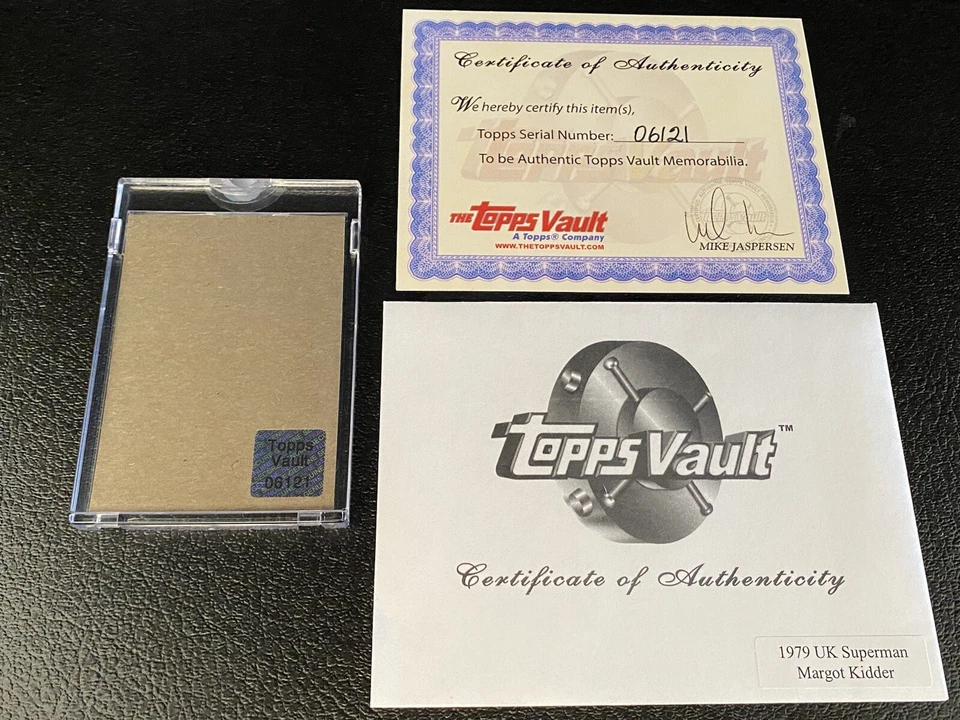 Certificate of Authenticity
We hereby certify this item(s),
Topps Serial Number: 06121
To be Authentic Topps Vault Memorabilia.
THE Topps Vault
A Topps® Company
WWW.THETOPPSVAULT.COM
MIKE JASPERSEN
Topps
Vault
06121
Topps Vault™
Certificate of Authenticity
1979 UK Superman
Margot Kidder